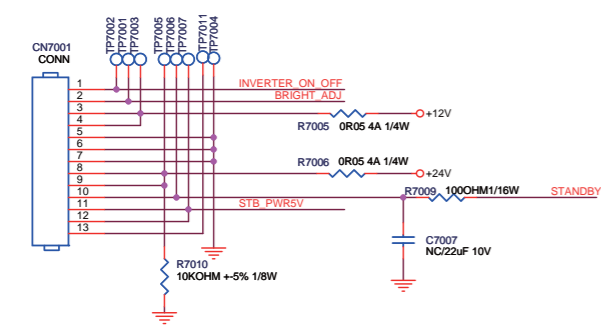 TP7002
TP7001
TP7003
TP7005
TP7006
TP7007
TP7011
TP7004
CN7001
CONN
1 INVERTER_ON_OFF
2 BRIGHT_ADJ
3 +12V
4 R7005 0R05 4A 1/4W
5
6
7 R7006 0R05 4A 1/4W
8 +24V
9
10 R7009 100OHM1/16W STANDBY
11 STB_PWR5V
12
13
C7007
NC/22uF 10V
R7010
10KOHM +-5% 1/8W